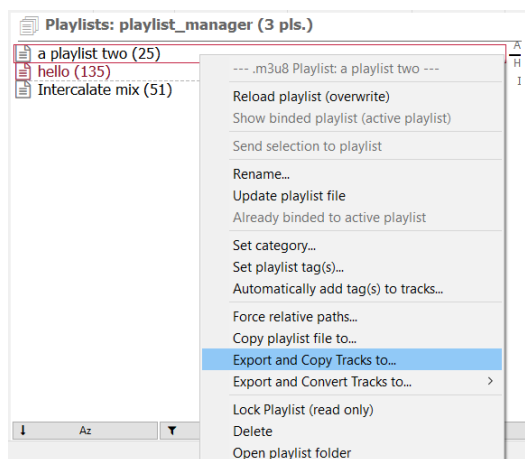 Playlists: playlist_manager (3 pls.)
a playlist two (25)
hello (135)
Intercalate mix (51)
A
H
I
--- .m3u8 Playlist: a playlist two ---
Reload playlist (overwrite)
Show binded playlist (active playlist)
Send selection to playlist
Rename...
Update playlist file
Already binded to active playlist
Set category...
Set playlist tag(s)...
Automatically add tag(s) to tracks...
Force relative paths...
Copy playlist file to...
Export and Copy Tracks to...
Export and Convert Tracks to...
Lock Playlist (read only)
Delete
Open playlist folder
Az